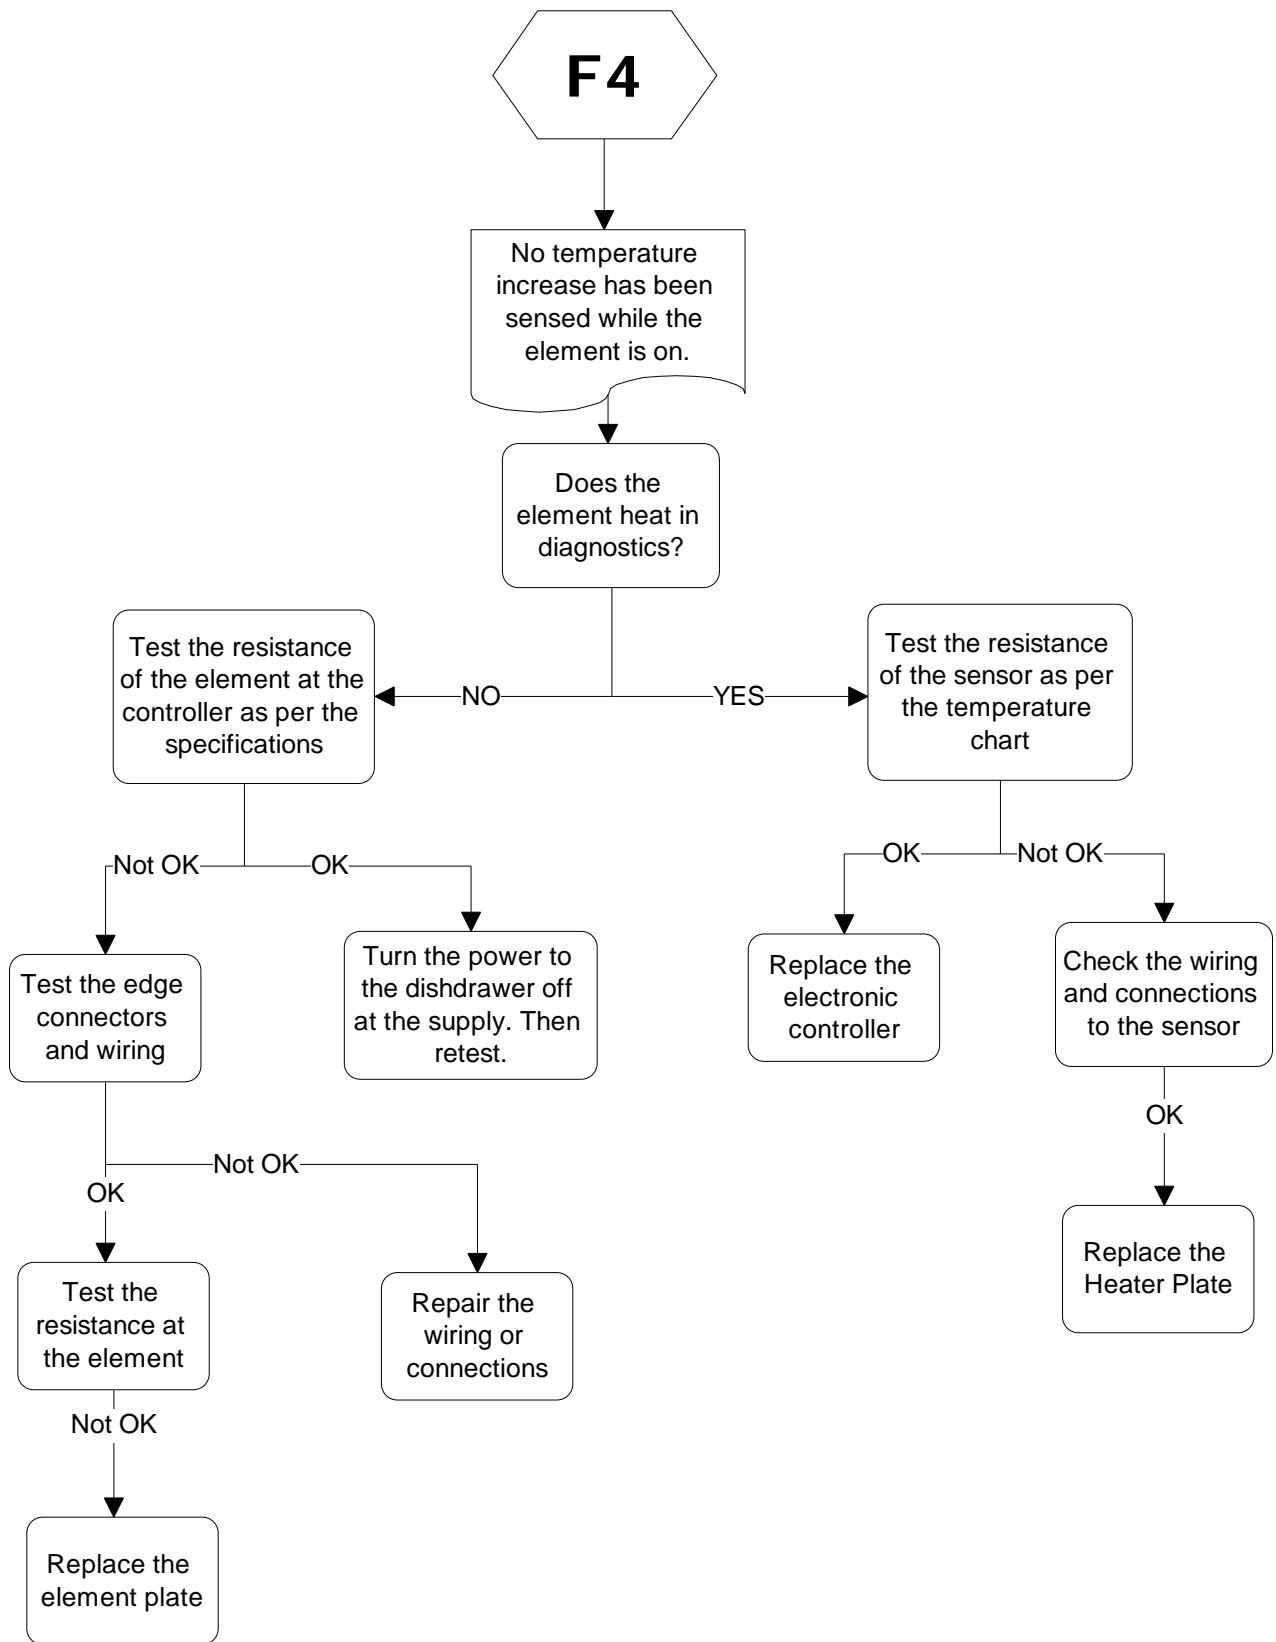 F4
No temperature
increase has been
sensed while the
element is on.
Does the
element heat in
diagnostics?
Test the resistance
of the element at the
controller as per the
specifications
NO
YES
Test the resistance
of the sensor as per
the temperature
chart
Not OK
OK
OK
Not OK
Test the edge
connectors
and wiring
Turn the power to
the dishdrawer off
at the supply. Then
retest.
Replace the
electronic
controller
Check the wiring
and connections
to the sensor
OK
Not OK
OK
Test the
resistance at
the element
Repair the
wiring or
connections
Replace the
Heater Plate
Not OK
Replace the
element plate